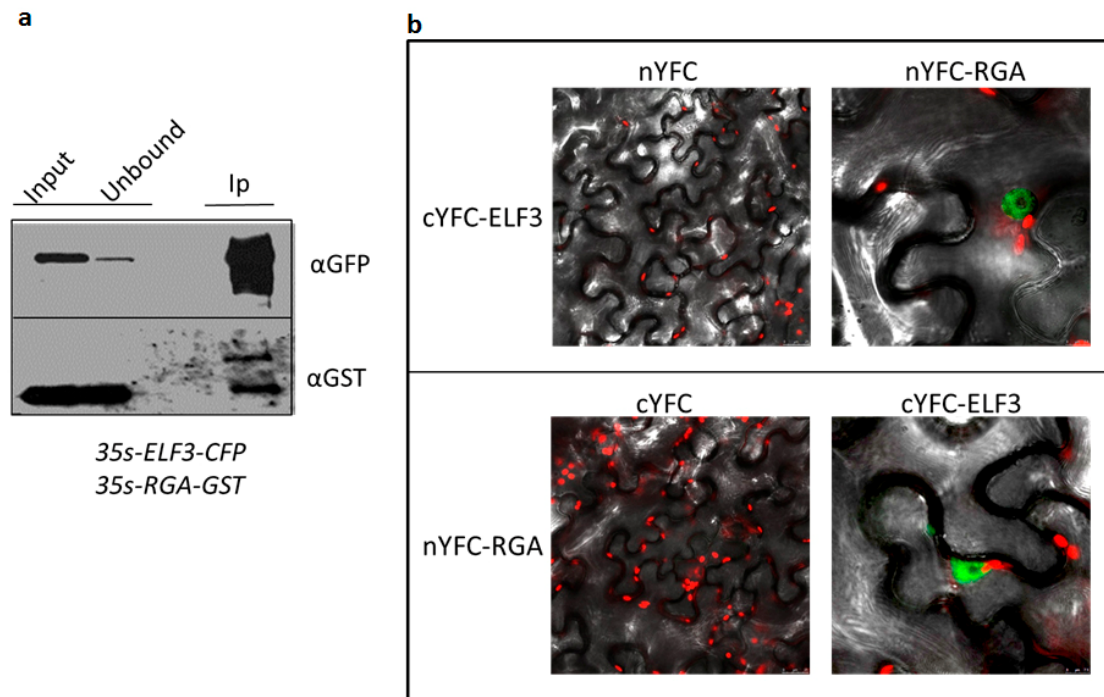 a
Input
Unbound
Ip
αGFP
αGST
35s-ELF3-CFP
35s-RGA-GST
b
nYFC
nYFC-RGA
cYFC-ELF3
cYFC
cYFC-ELF3
nYFC-RGA